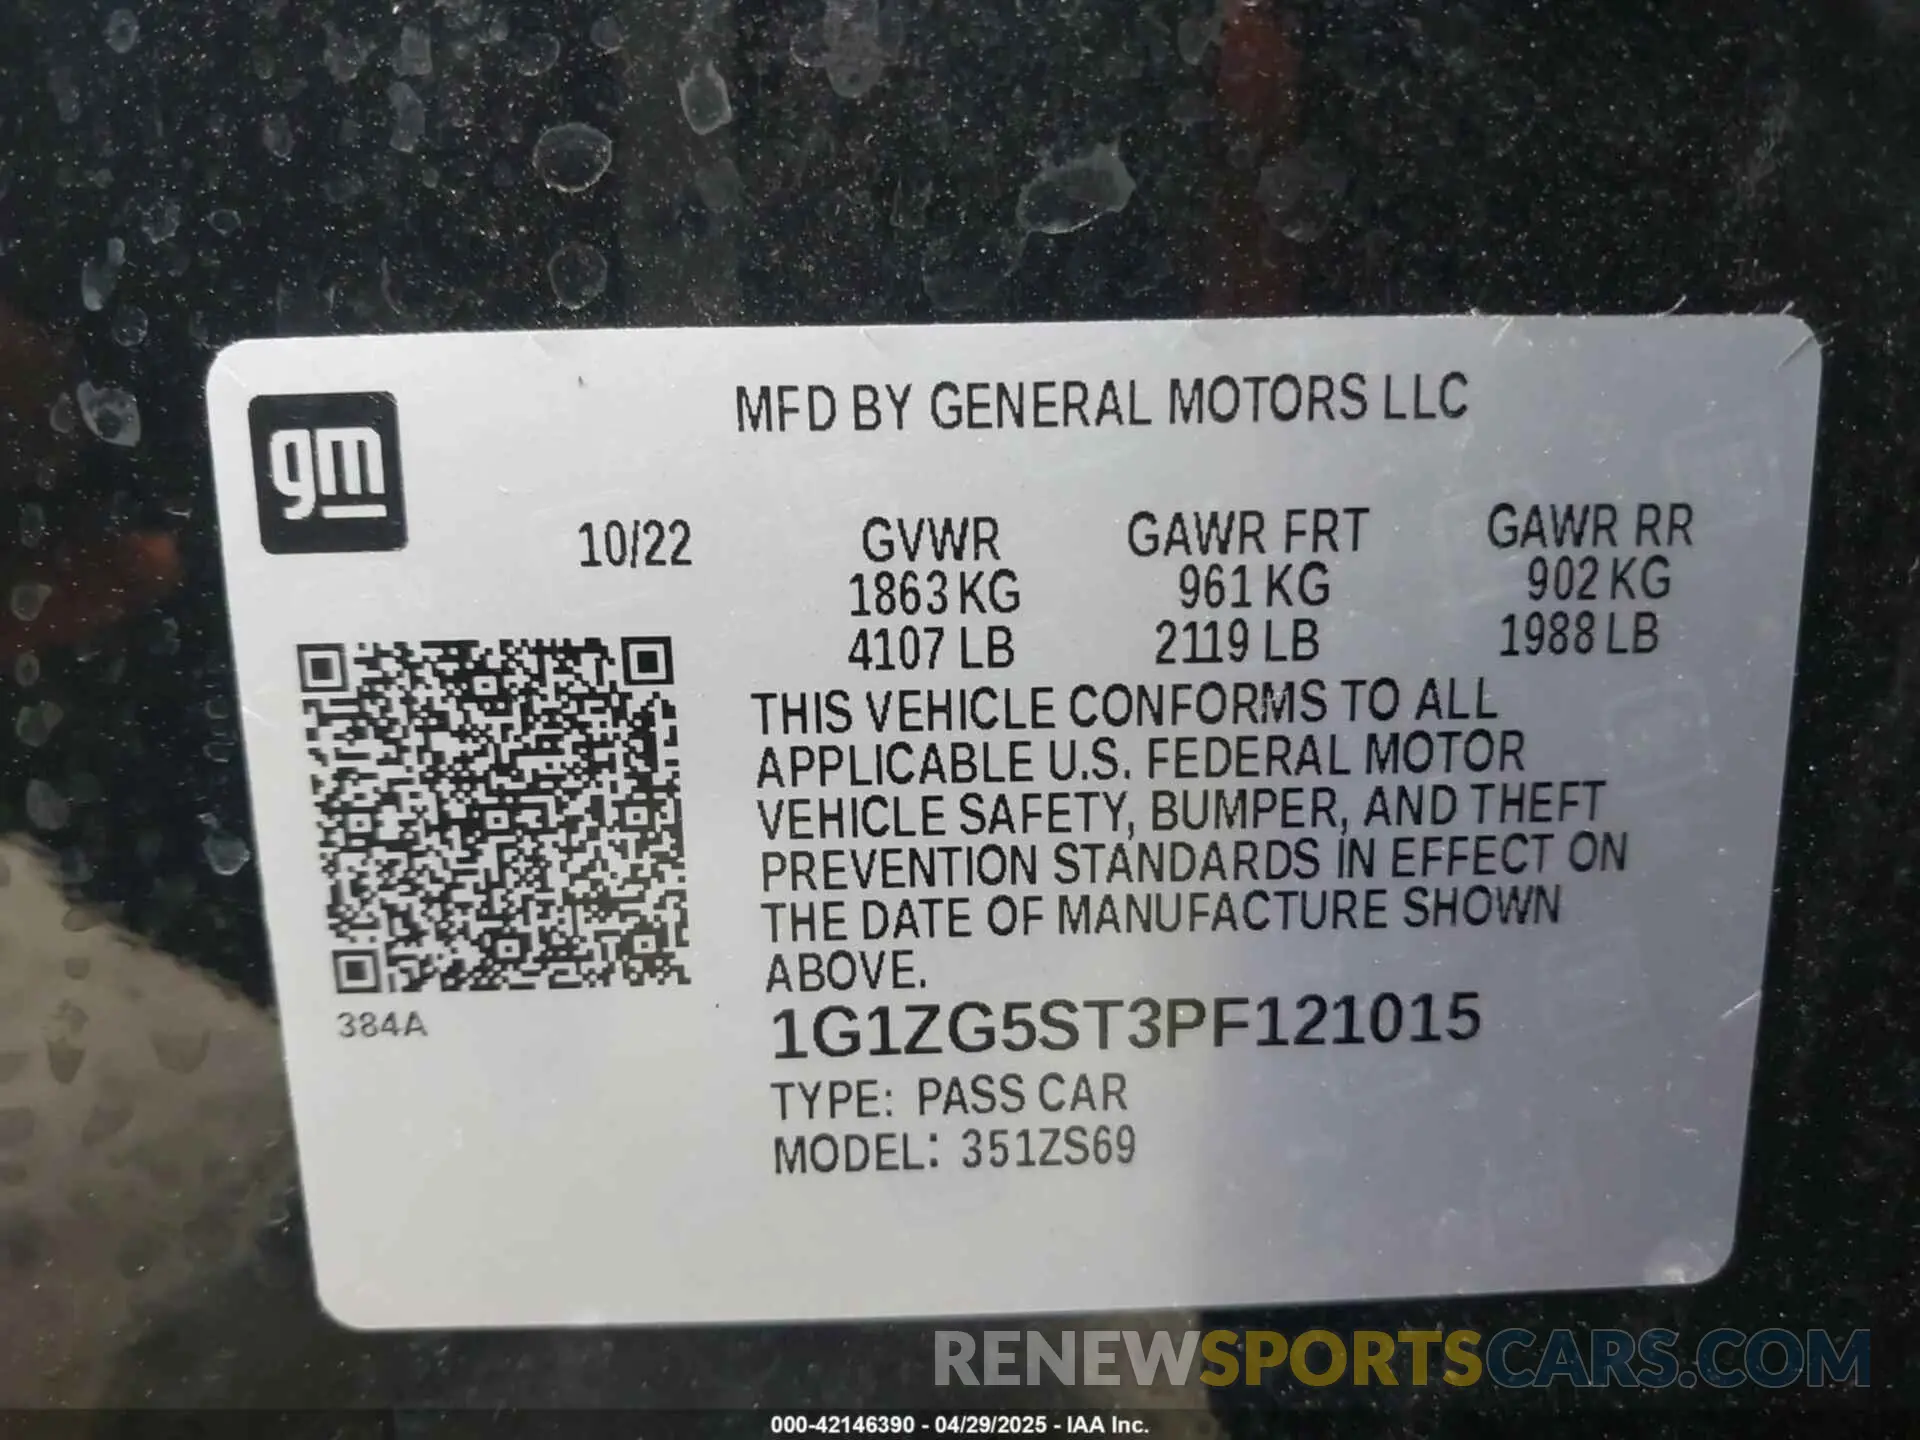 MFD BY GENERAL MOTORS LLC
gm
10/22
GVWR GAWR FRT GAWR RR
1863 KG 961 KG 902 KG
4107 LB 2119 LB 1988 LB
THIS VEHICLE CONFORMS TO ALL
APPLICABLE U.S. FEDERAL MOTOR
VEHICLE SAFETY, BUMPER, AND THEFT
PREVENTION STANDARDS IN EFFECT ON
THE DATE OF MANUFACTURE SHOWN
ABOVE.
384A
1G1ZG5ST3PF121015
TYPE: PASS CAR
MODEL: 351ZS69
RENEWSPORTSCARS.COM
000-42146390 - 04/29/2025 - IAA Inc.